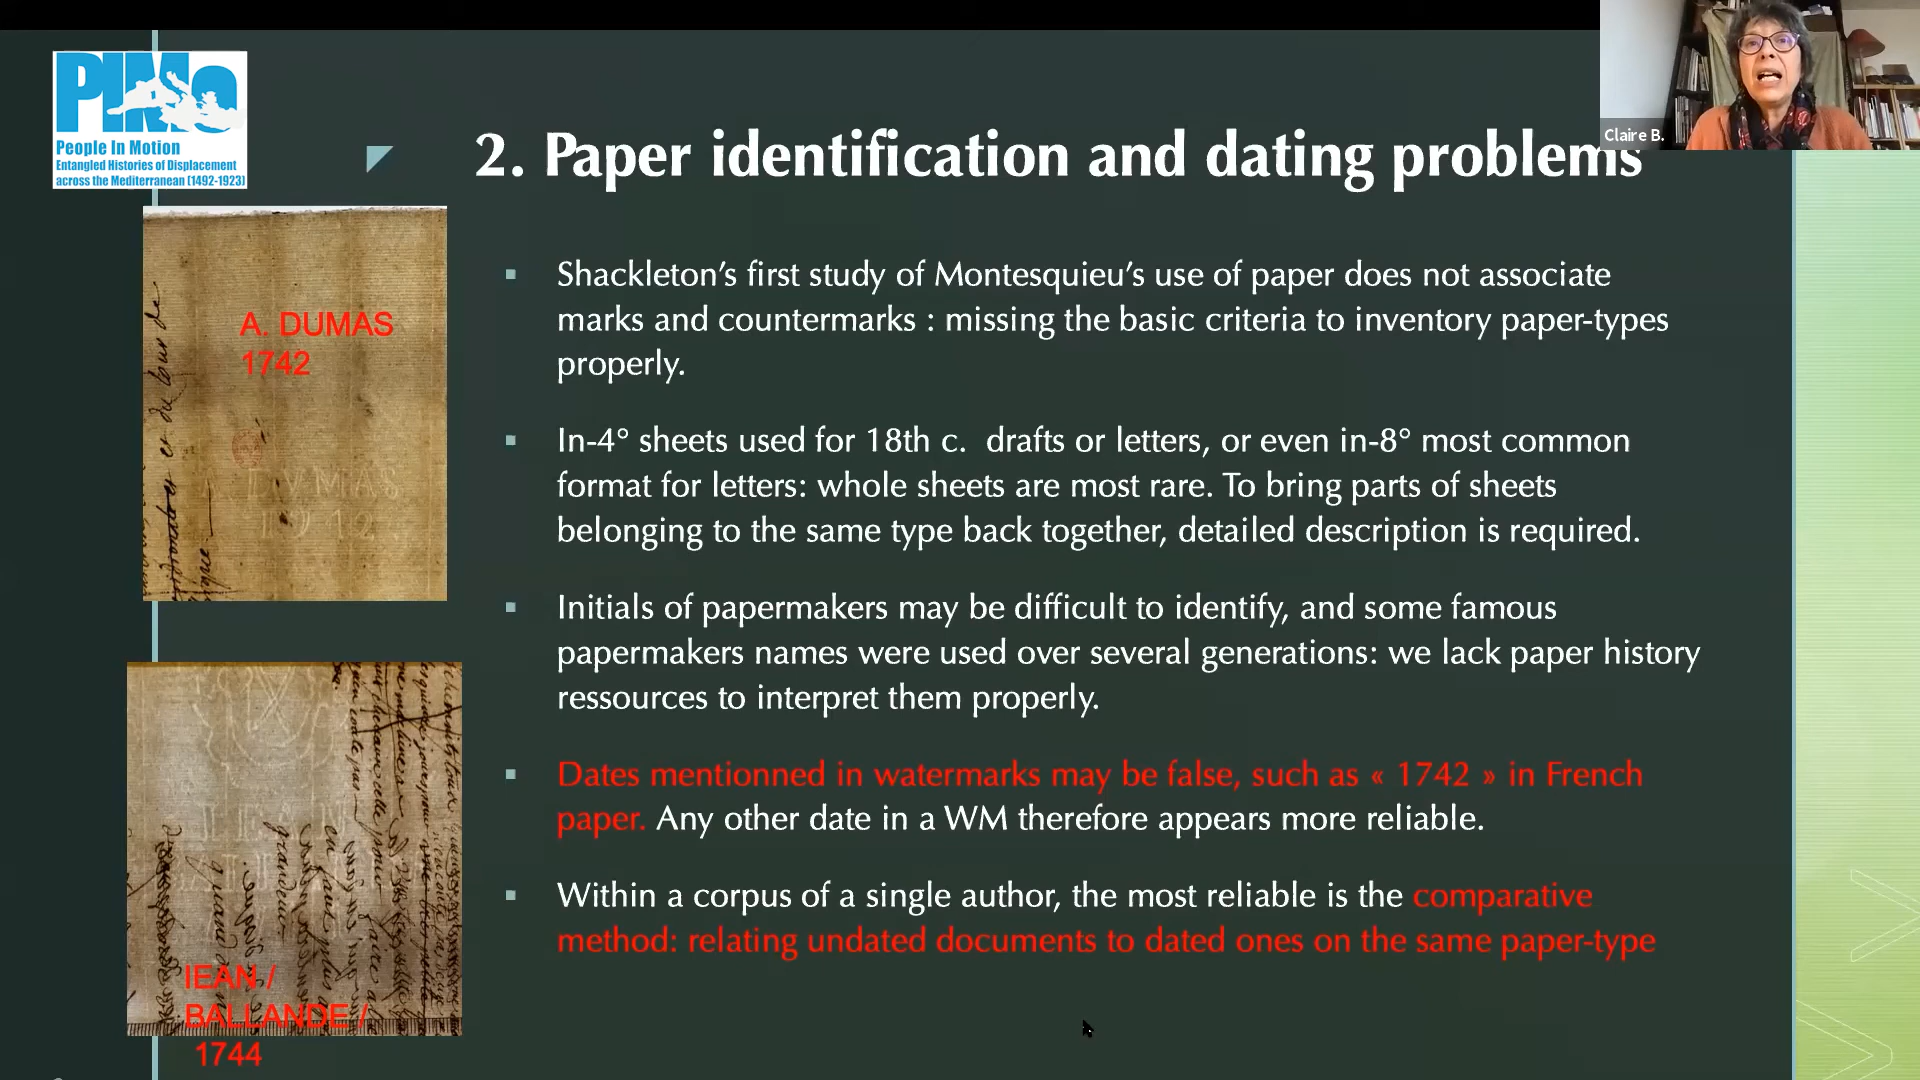 PIMo
People In Motion
Entangled Histories of Displacement
across the Mediterranean (1492-1923)
Claire B.
2. Paper identification and dating problems
A. DUMAS
1742
DVMAS
1742
Shackleton’s first study of Montesquieu’s use of paper does not associate
marks and countermarks : missing the basic criteria to inventory paper-types
properly.
In-4° sheets used for 18th c. drafts or letters, or even in-8° most common
format for letters: whole sheets are most rare. To bring parts of sheets
belonging to the same type back together, detailed description is required.
Initials of papermakers may be difficult to identify, and some famous
papermakers names were used over several generations: we lack paper history
ressources to interpret them properly.
Dates mentionned in watermarks may be false, such as « 1742 » in French
paper. Any other date in a WM therefore appears more reliable.
Within a corpus of a single author, the most reliable is the comparative
method: relating undated documents to dated ones on the same paper-type
IEAN /
BALLANDE /
1744